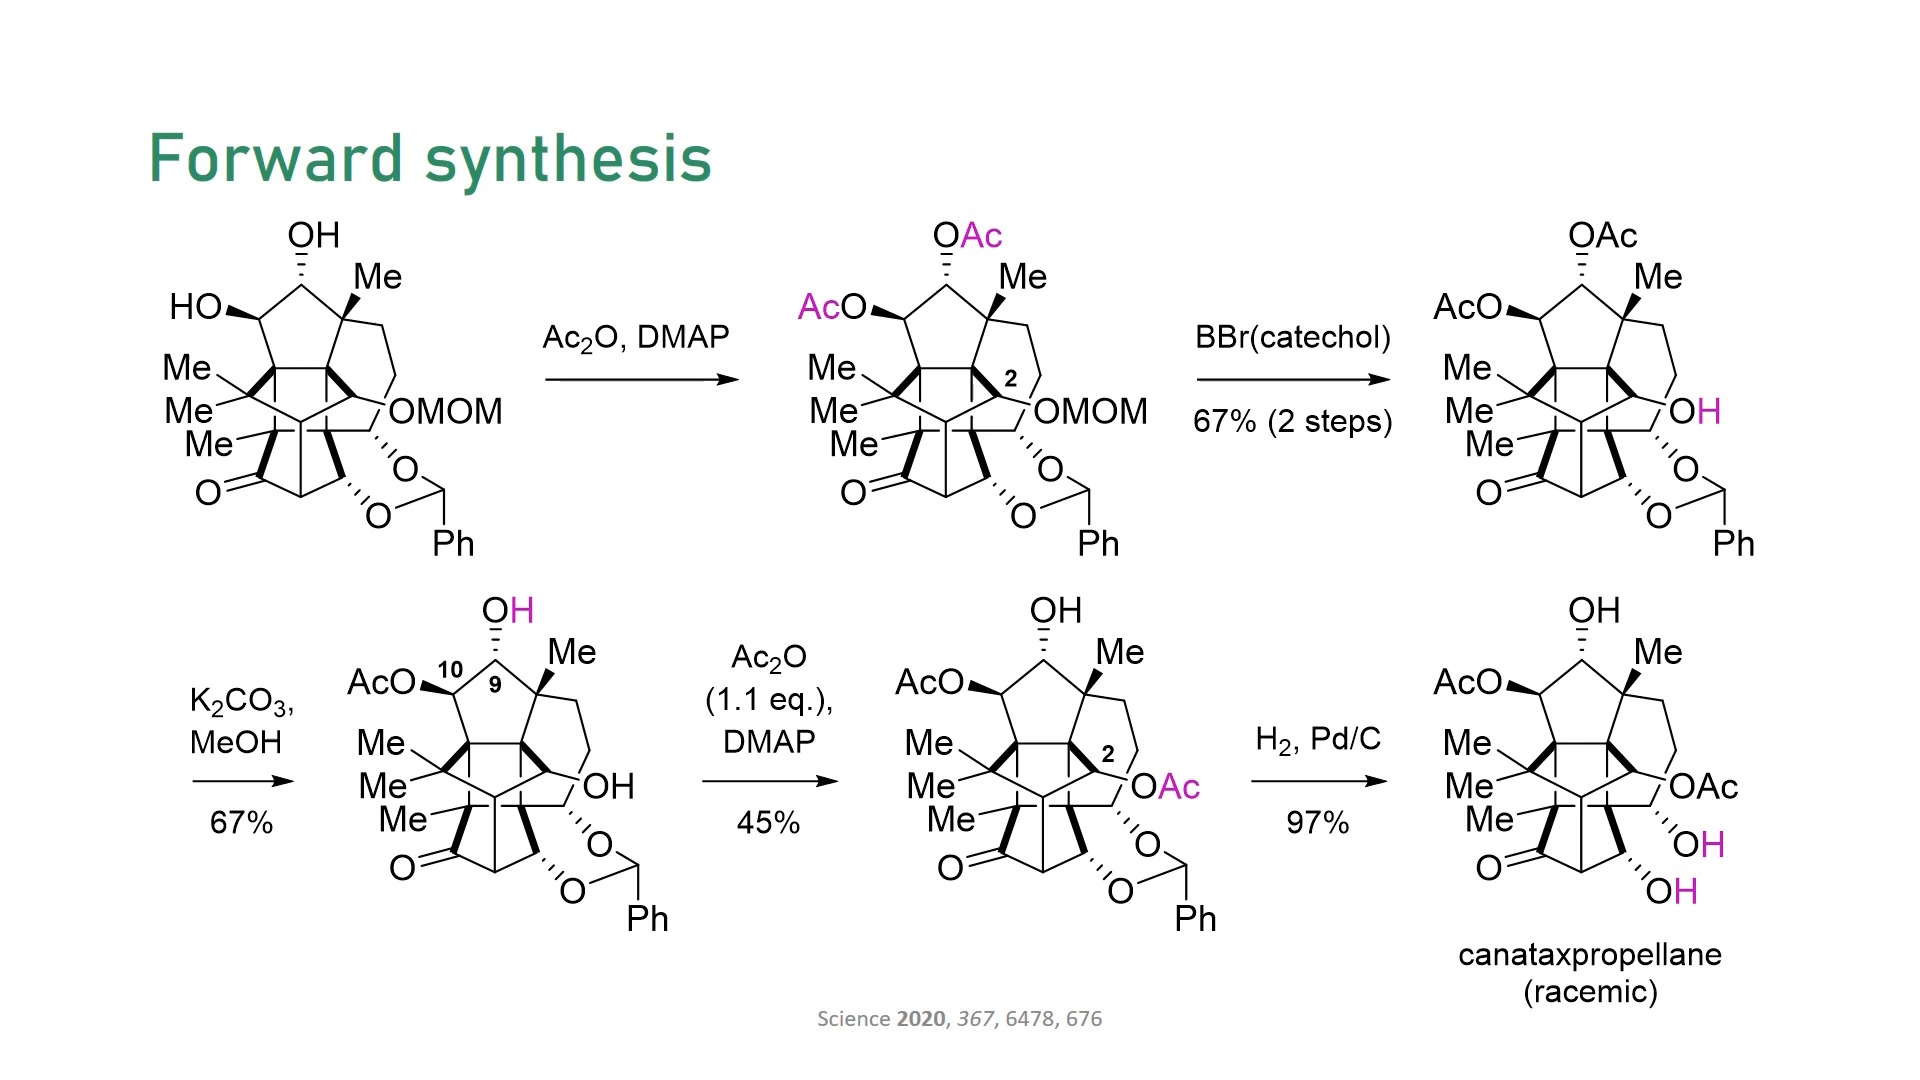 Forward synthesis
OH
Me
HO
Me
Me
OMOM
Me
O
O
O
Ph
Ac₂O, DMAP
OAc
Me
AcO
Me
2
Me
OMOM
Me
O
O
O
Ph
BBr(catechol)
67% (2 steps)
OAc
Me
AcO
Me
Me
OH
Me
O
O
O
Ph
K₂CO₃,
MeOH
67%
OH
Me
10
AcO
9
Me
Me
OH
Me
O
O
O
Ph
Ac₂O
(1.1 eq.),
DMAP
45%
OH
Me
AcO
Me
2
Me
OAc
Me
O
O
O
Ph
H₂, Pd/C
97%
OH
Me
AcO
Me
Me
OAc
Me
OH
O
OH
canataxpropellane
(racemic)
Science 2020, 367, 6478, 676